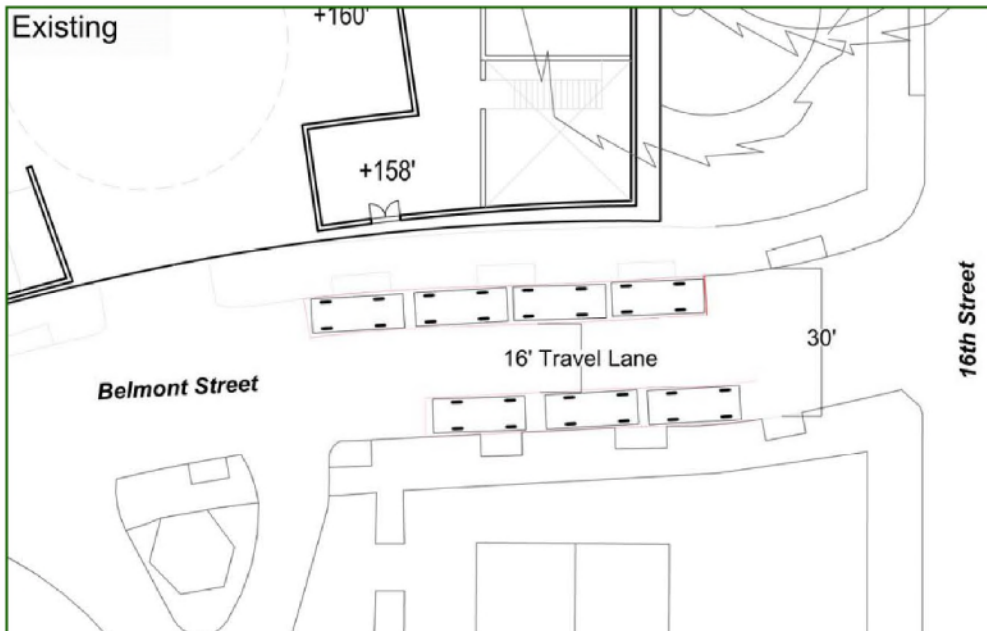 Existing
+160'
+158'
16' Travel Lane
30'
Belmont Street
16th Street